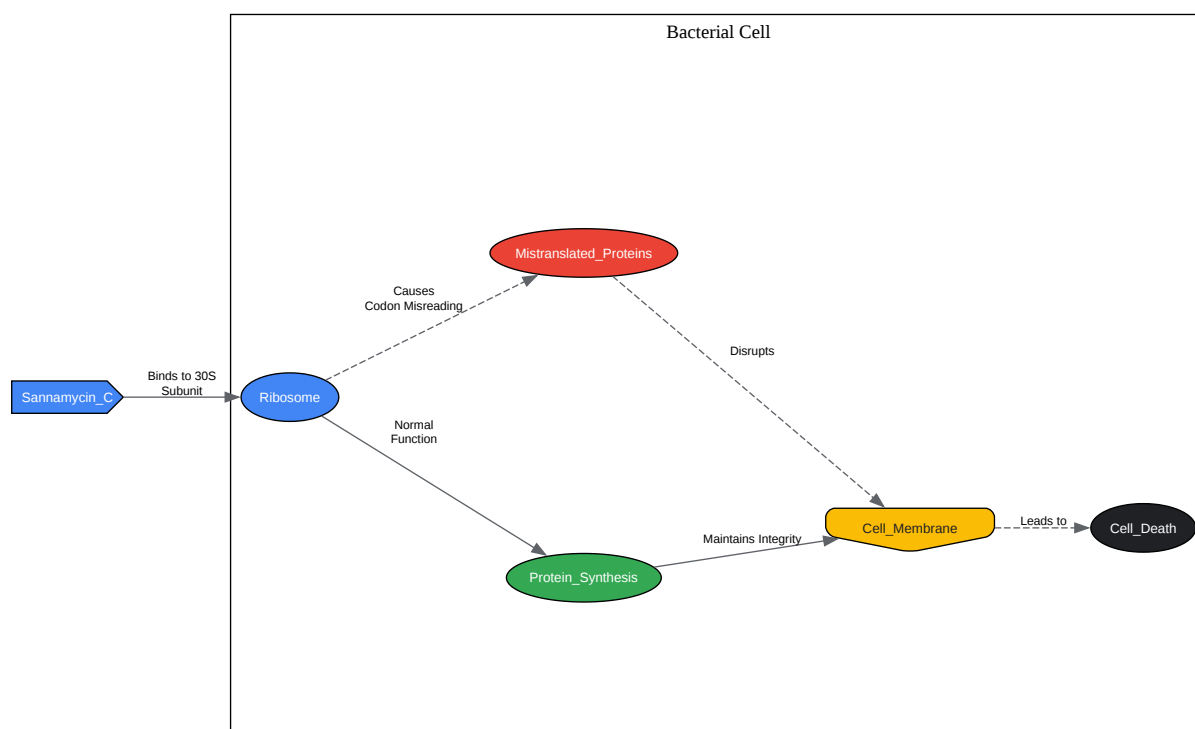 Bacterial Cell
Mistranslated_Proteins
Causes
Codon Misreading
Disrupts
Binds to 30S
Subunit
Sannamycin_C
Ribosome
Normal
Function
Cell_Membrane
Leads to
Cell_Death
Maintains Integrity
Protein_Synthesis